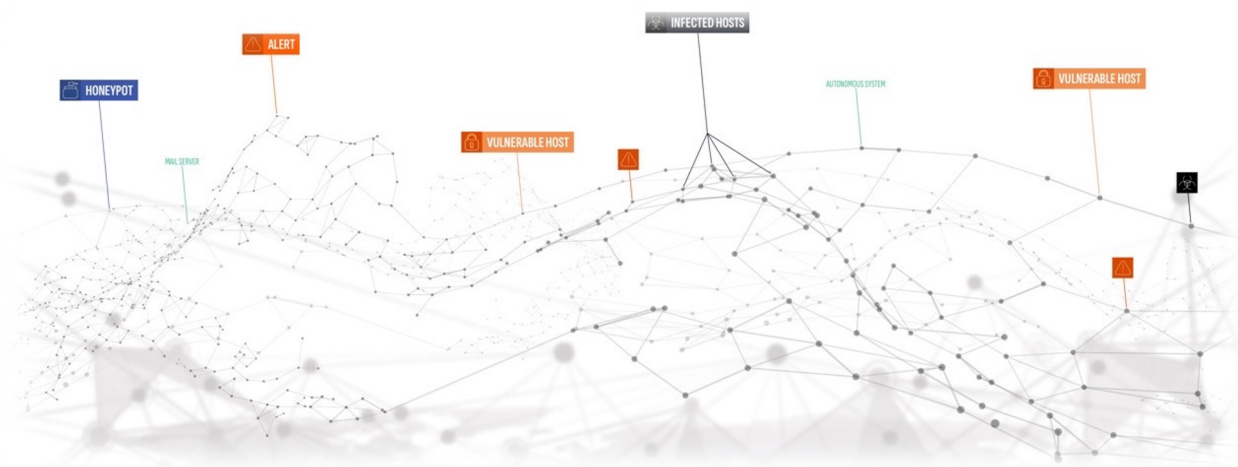 INFECTED HOSTS
ALERT
VULNERABLE HOST
AUTONOMOUS SYSTEM
HONEYPOT
VULNERABLE HOST
MAIL SERVER